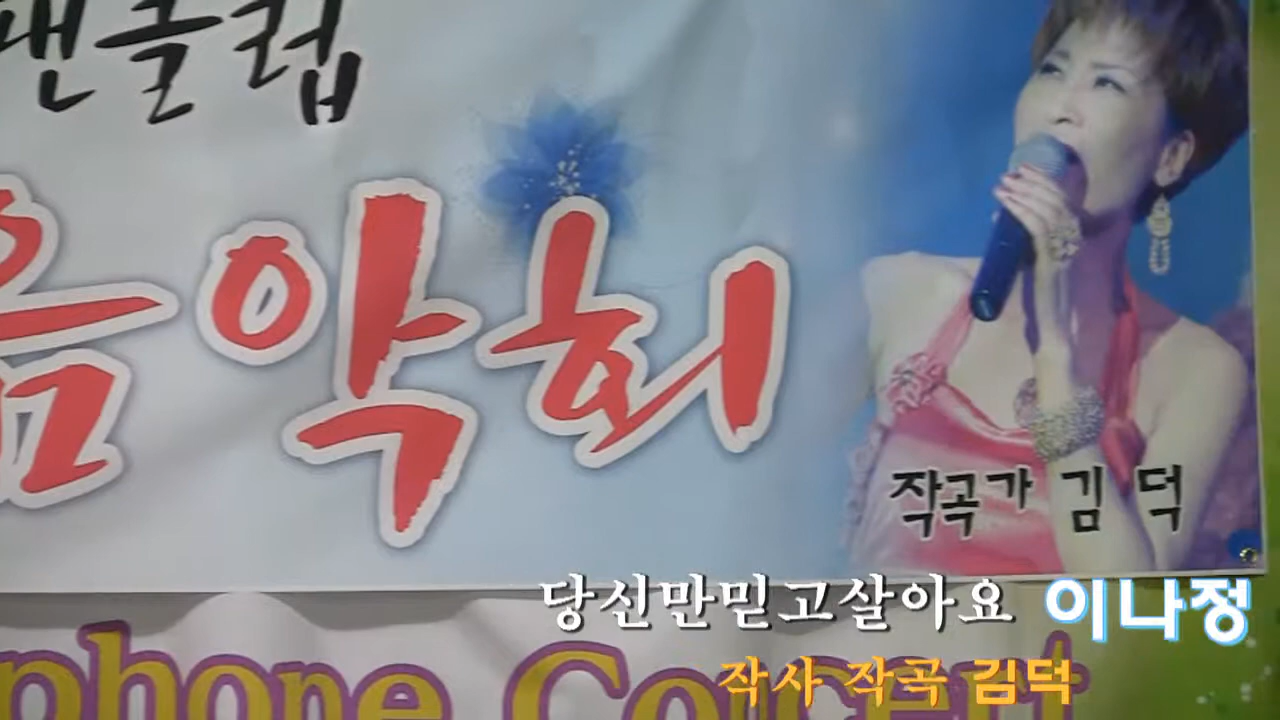 팬클럽
음악회
작곡가 김 덕
당신만믿고살아요 이나정
phone Concert
작사 작곡 김덕